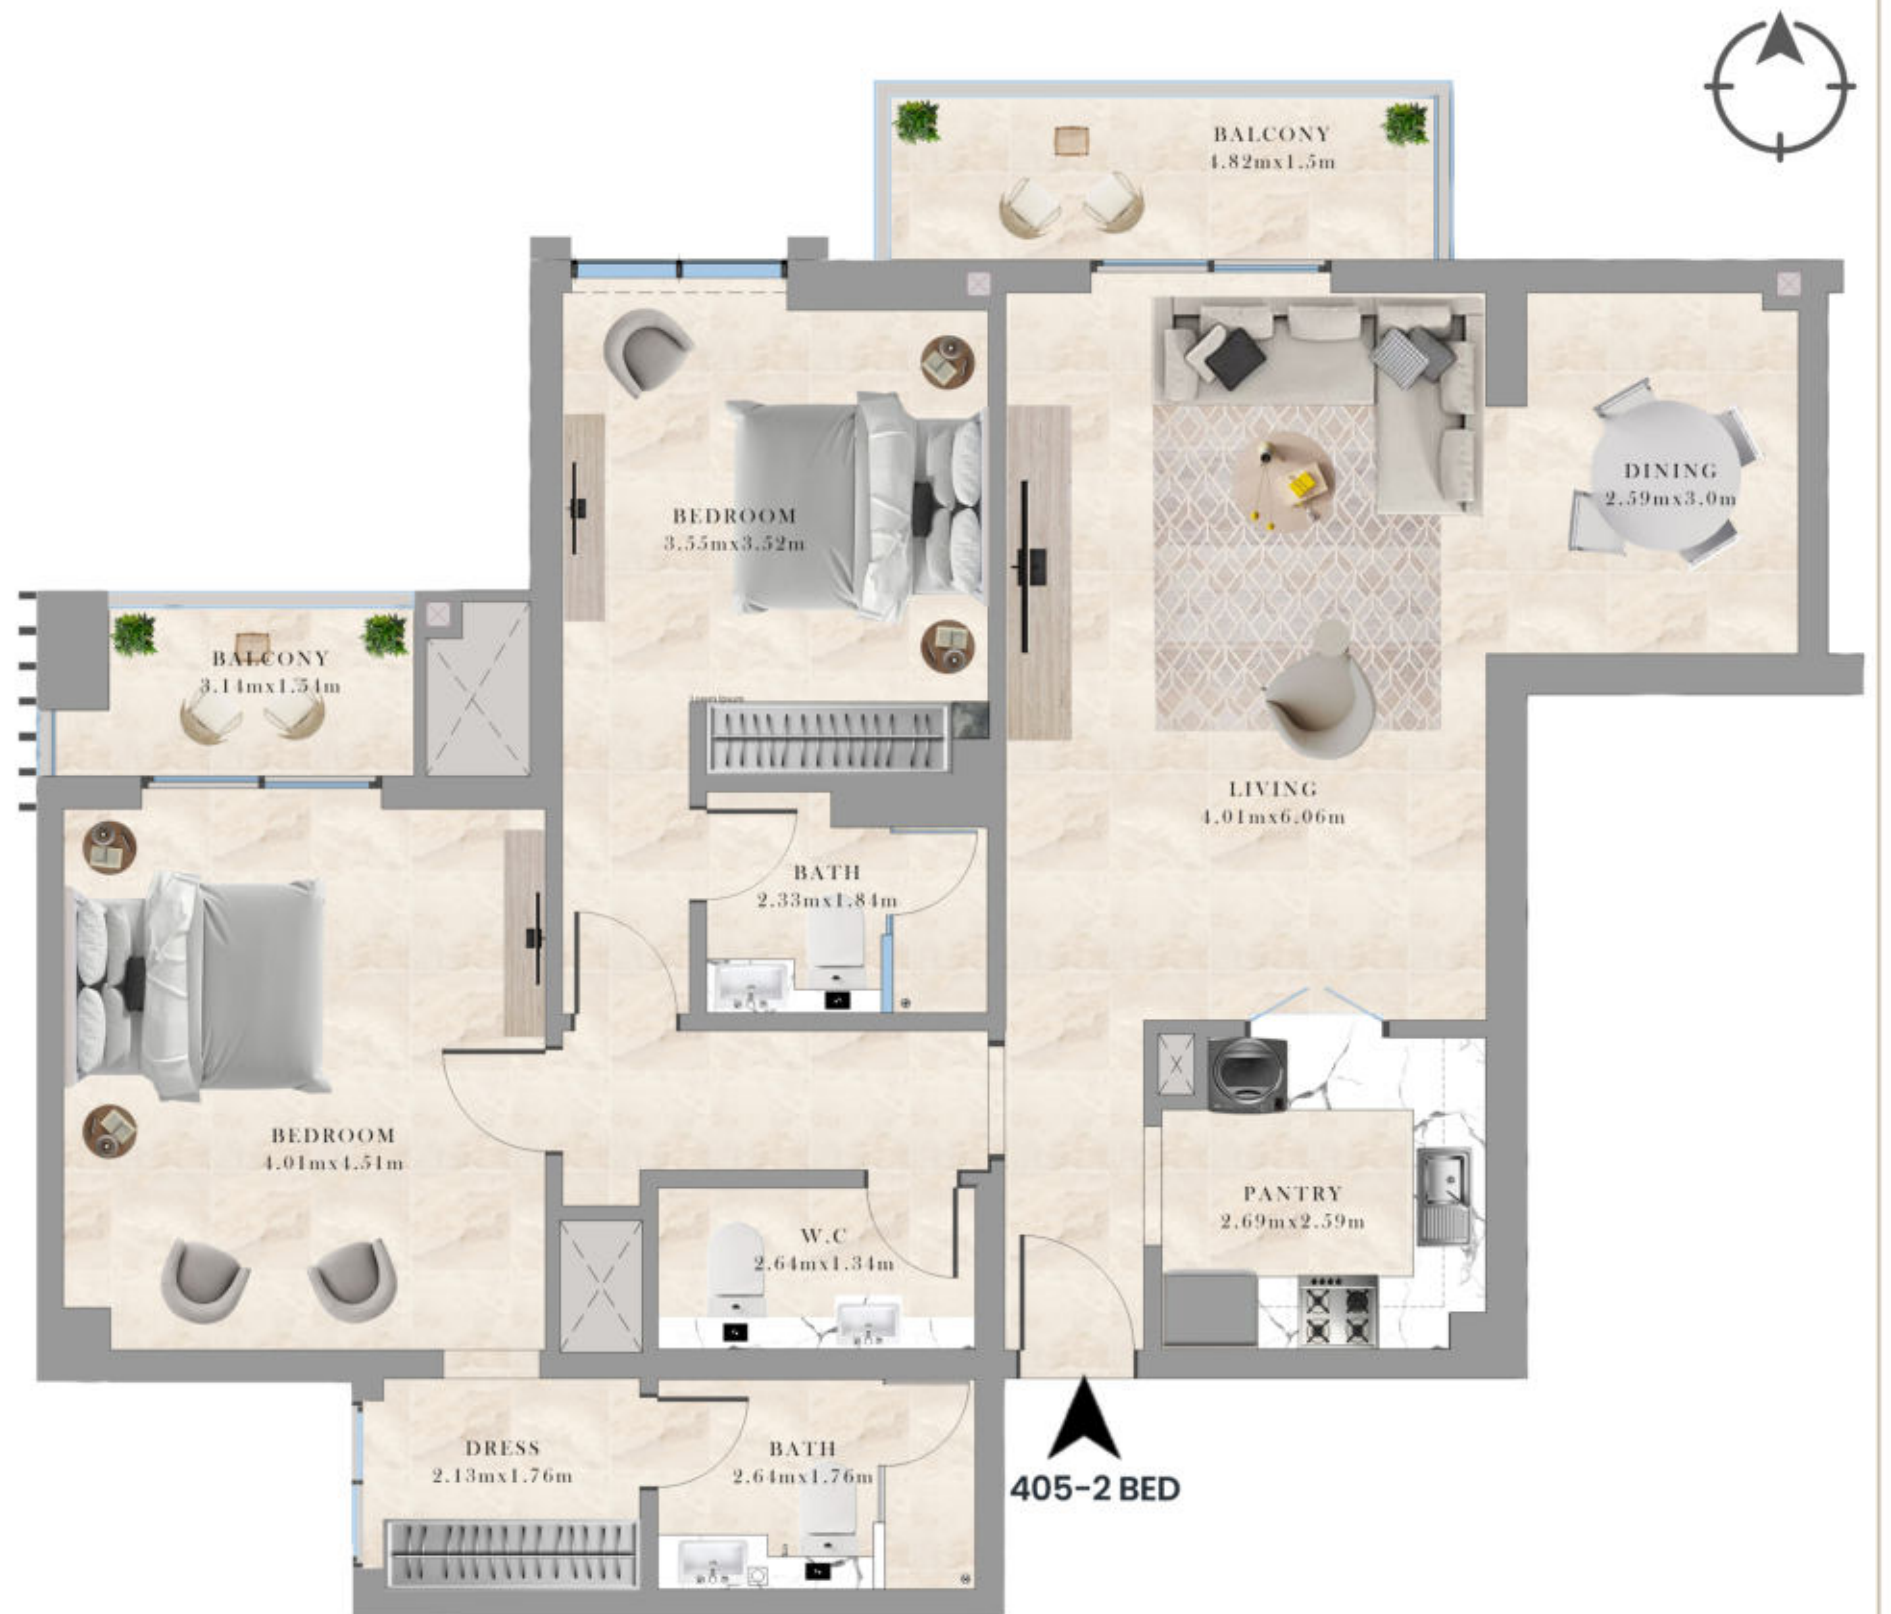 BALCONY
4.82mx1.5m
DINING
2.59mx3.0m
BEDROOM
3.55mx3.52m
BALCONY
3.14mx1.54m
Lorem Ipsum
LIVING
4.01mx6.06m
BATH
2.33mx1.84m
BEDROOM
4.01mx4.51m
PANTRY
2.69mx2.59m
W.C
2.64mx1.34m
DRESS
2.13mx1.76m
BATH
2.64mx1.76m
405-2 BED